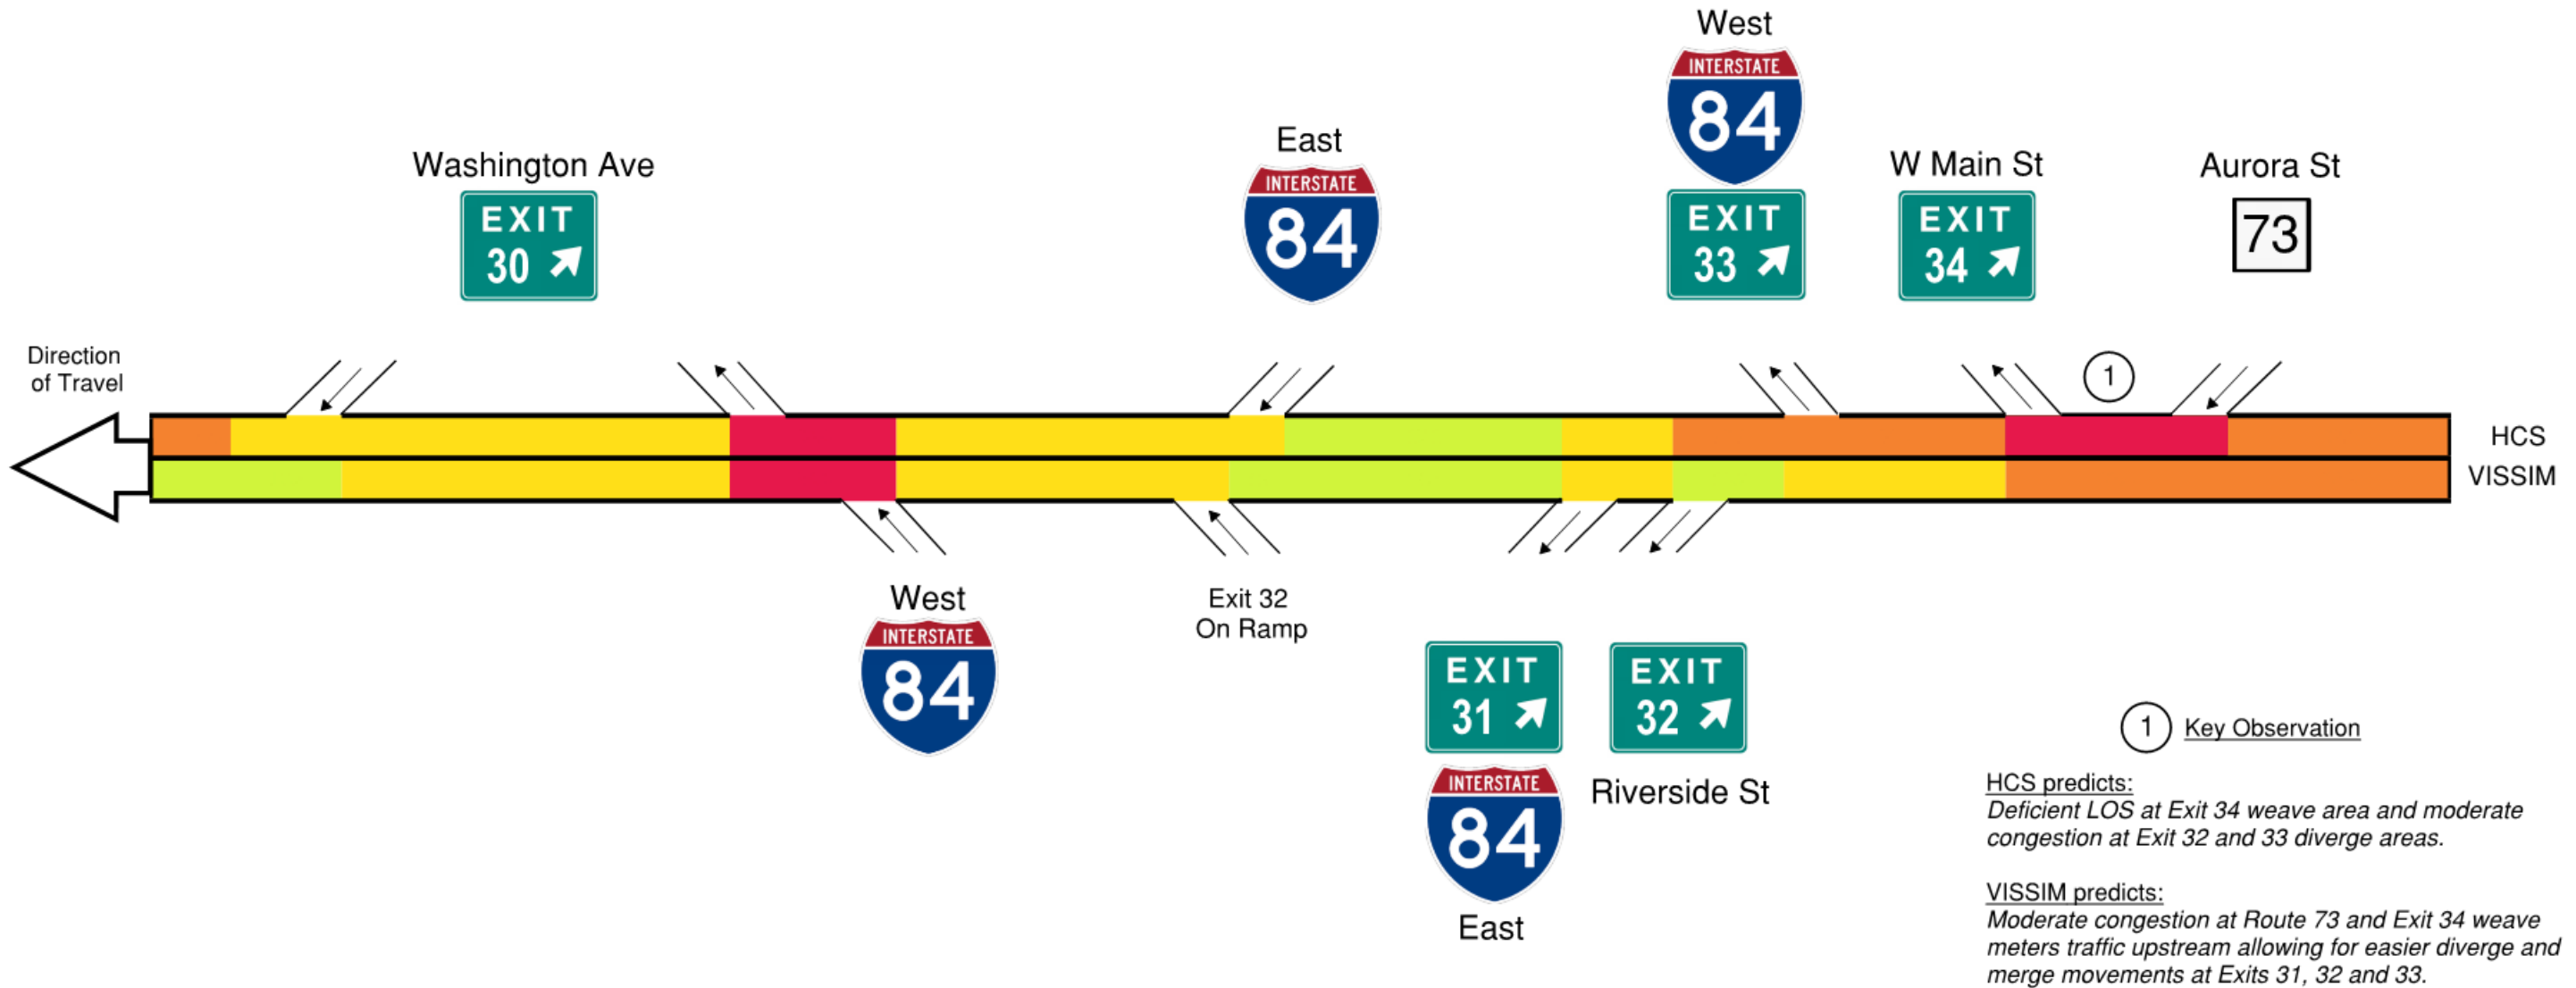 West
INTERSTATE
84
East
INTERSTATE
84
Washington Ave
EXIT
30
EXIT
33
W Main St
EXIT
34
Aurora St
73
Direction
of Travel
1
HCS
VISSIM
West
INTERSTATE
84
Exit 32
On Ramp
EXIT
31
INTERSTATE
84
East
EXIT
32
Riverside St
1 Key Observation
HCS predicts:
Deficient LOS at Exit 34 weave area and moderate
congestion at Exit 32 and 33 diverge areas.
VISSIM predicts:
Moderate congestion at Route 73 and Exit 34 weave
meters traffic upstream allowing for easier diverge and
merge movements at Exits 31, 32 and 33.